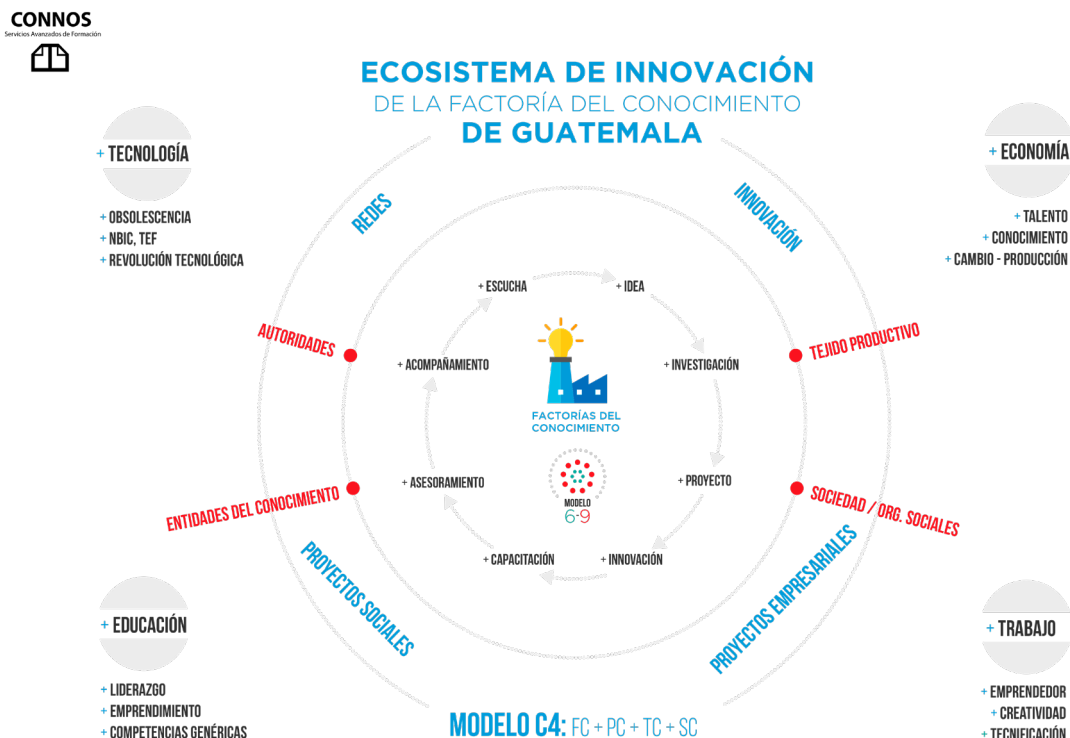 CONNOS
Servicios Avanzados de Formación
ECOSISTEMA DE INNOVACIÓN
DE LA FACTORÍA DEL CONOCIMIENTO
DE GUATEMALA
+ TECNOLOGÍA
+ OBSOLESCENCIA
+ NBIC, TEF
+ REVOLUCIÓN TECNOLÓGICA
+ ECONOMÍA
+ TALENTO
+ CONOCIMIENTO
+ CAMBIO - PRODUCCIÓN
REDES
INNOVACIÓN
AUTORIDADES
TEJIDO PRODUCTIVO
ENTIDADES DEL CONOCIMIENTO
SOCIEDAD / ORG. SOCIALES
PROYECTOS SOCIALES
PROYECTOS EMPRESARIALES
+ ESCUCHA
+ IDEA
+ ACOMPAÑAMIENTO
+ INVESTIGACIÓN
+ ASESORAMIENTO
+ PROYECTO
+ CAPACITACIÓN
+ INNOVACIÓN
FACTORÍAS DEL
CONOCIMIENTO
MODELO
6-9
+ EDUCACIÓN
+ LIDERAZGO
+ EMPRENDIMIENTO
+ COMPETENCIAS GENÉRICAS
+ TRABAJO
+ EMPRENDEDOR
+ CREATIVIDAD
+ TECNIFICACIÓN
MODELO C4: FC + PC + TC + SC